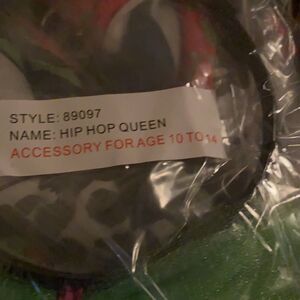 STYLE: 89097
NAME: HIP HOP QUEEN
ACCESSORY FOR AGE 10 TO 14